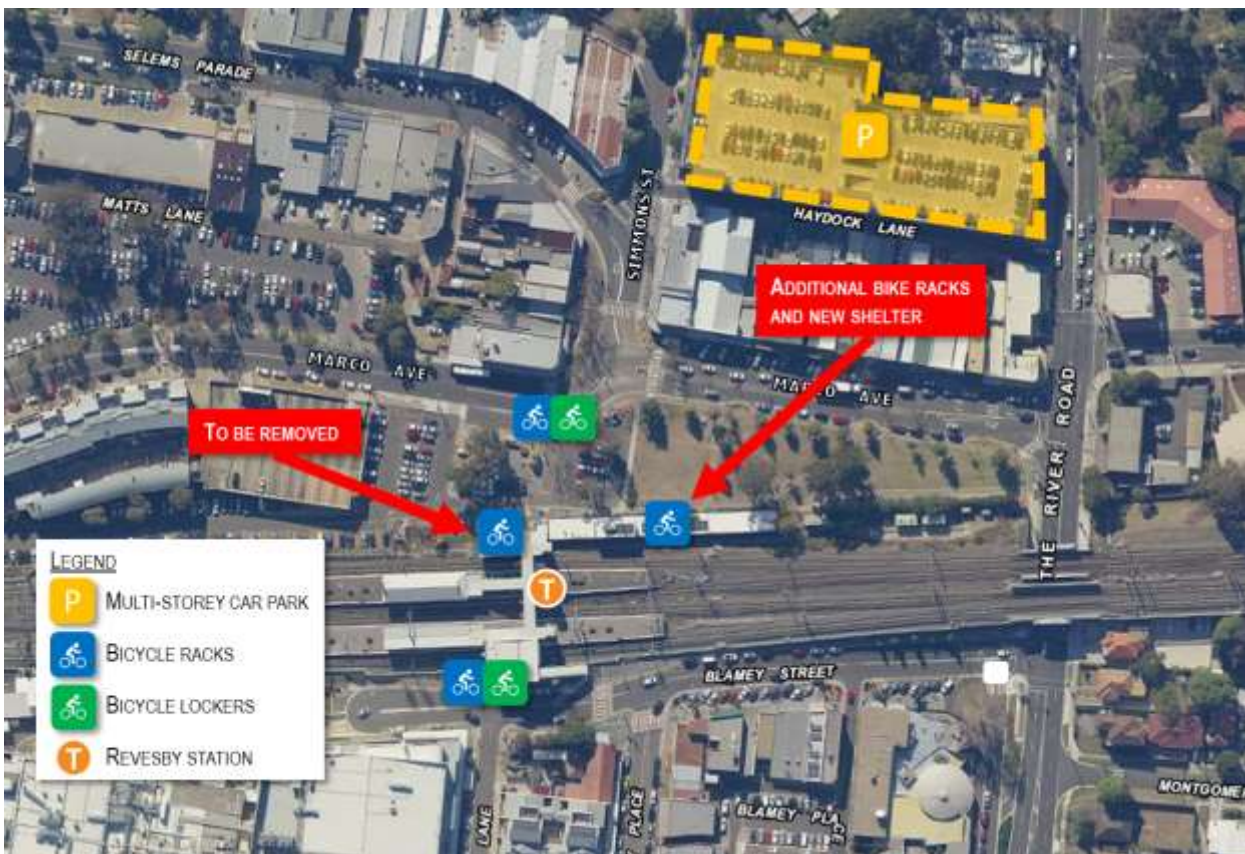 SELEMS PARADE
MATTS LANE
SIMMONS ST
P
HAYDOCK LANE
ADDITIONAL BIKE RACKS
AND NEW SHELTER
MARCO AVE
MARCO AVE
TO BE REMOVED
THE RIVER ROAD
T
LEGEND
P MULTI-STOREY CAR PARK
BICYCLE RACKS
BICYCLE LOCKERS
T REVESBY STATION
BLAMEY STREET
LANE
PLACE
BLAMEY PLACE
MONTGOMER